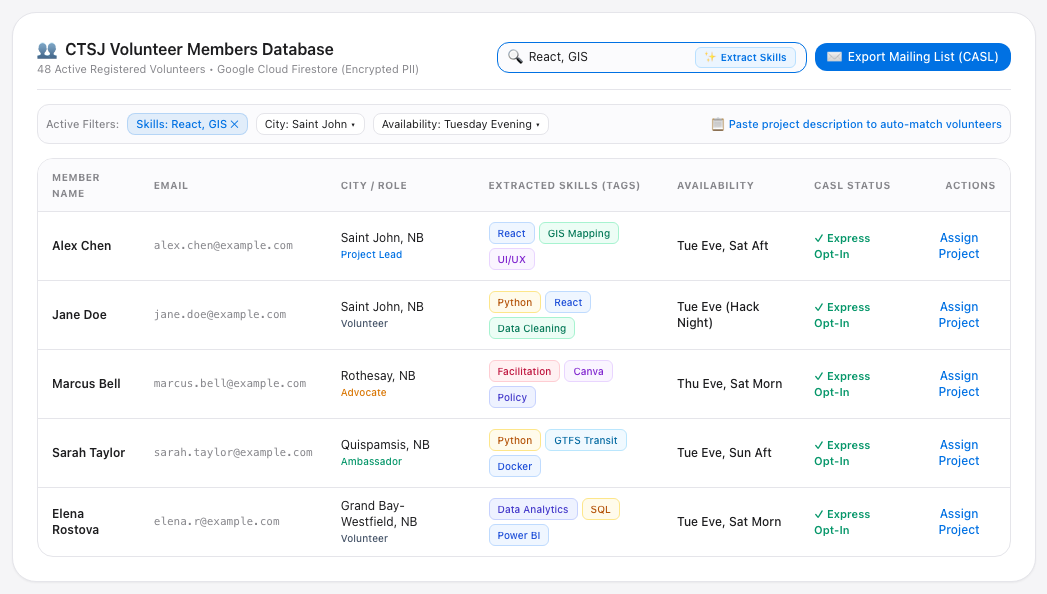 👥 CTSJ Volunteer Members Database
48 Active Registered Volunteers • Google Cloud Firestore (Encrypted PII)
🔍 React, GIS
✨ Extract Skills
✉️ Export Mailing List (CASL)
Active Filters:
Skills: React, GIS ✕
City: Saint John ▾
Availability: Tuesday Evening ▾
📋 Paste project description to auto-match volunteers
MEMBER
NAME
EMAIL
CITY / ROLE
EXTRACTED SKILLS (TAGS)
AVAILABILITY
CASL STATUS
ACTIONS
Alex Chen
alex.chen@example.com
Saint John, NB
Project Lead
React
GIS Mapping
UI/UX
Tue Eve, Sat Aft
✓ Express
Opt-In
Assign
Project
Jane Doe
jane.doe@example.com
Saint John, NB
Volunteer
Python
React
Data Cleaning
Tue Eve (Hack
Night)
✓ Express
Opt-In
Assign
Project
Marcus Bell
marcus.bell@example.com
Rothesay, NB
Advocate
Facilitation
Canva
Policy
Thu Eve, Sat Morn
✓ Express
Opt-In
Assign
Project
Sarah Taylor
sarah.taylor@example.com
Quispamsis, NB
Ambassador
Python
GTFS Transit
Docker
Tue Eve, Sun Aft
✓ Express
Opt-In
Assign
Project
Elena
Rostova
elena.r@example.com
Grand Bay-
Westfield, NB
Volunteer
Data Analytics
SQL
Power BI
Tue Eve, Sat Morn
✓ Express
Opt-In
Assign
Project